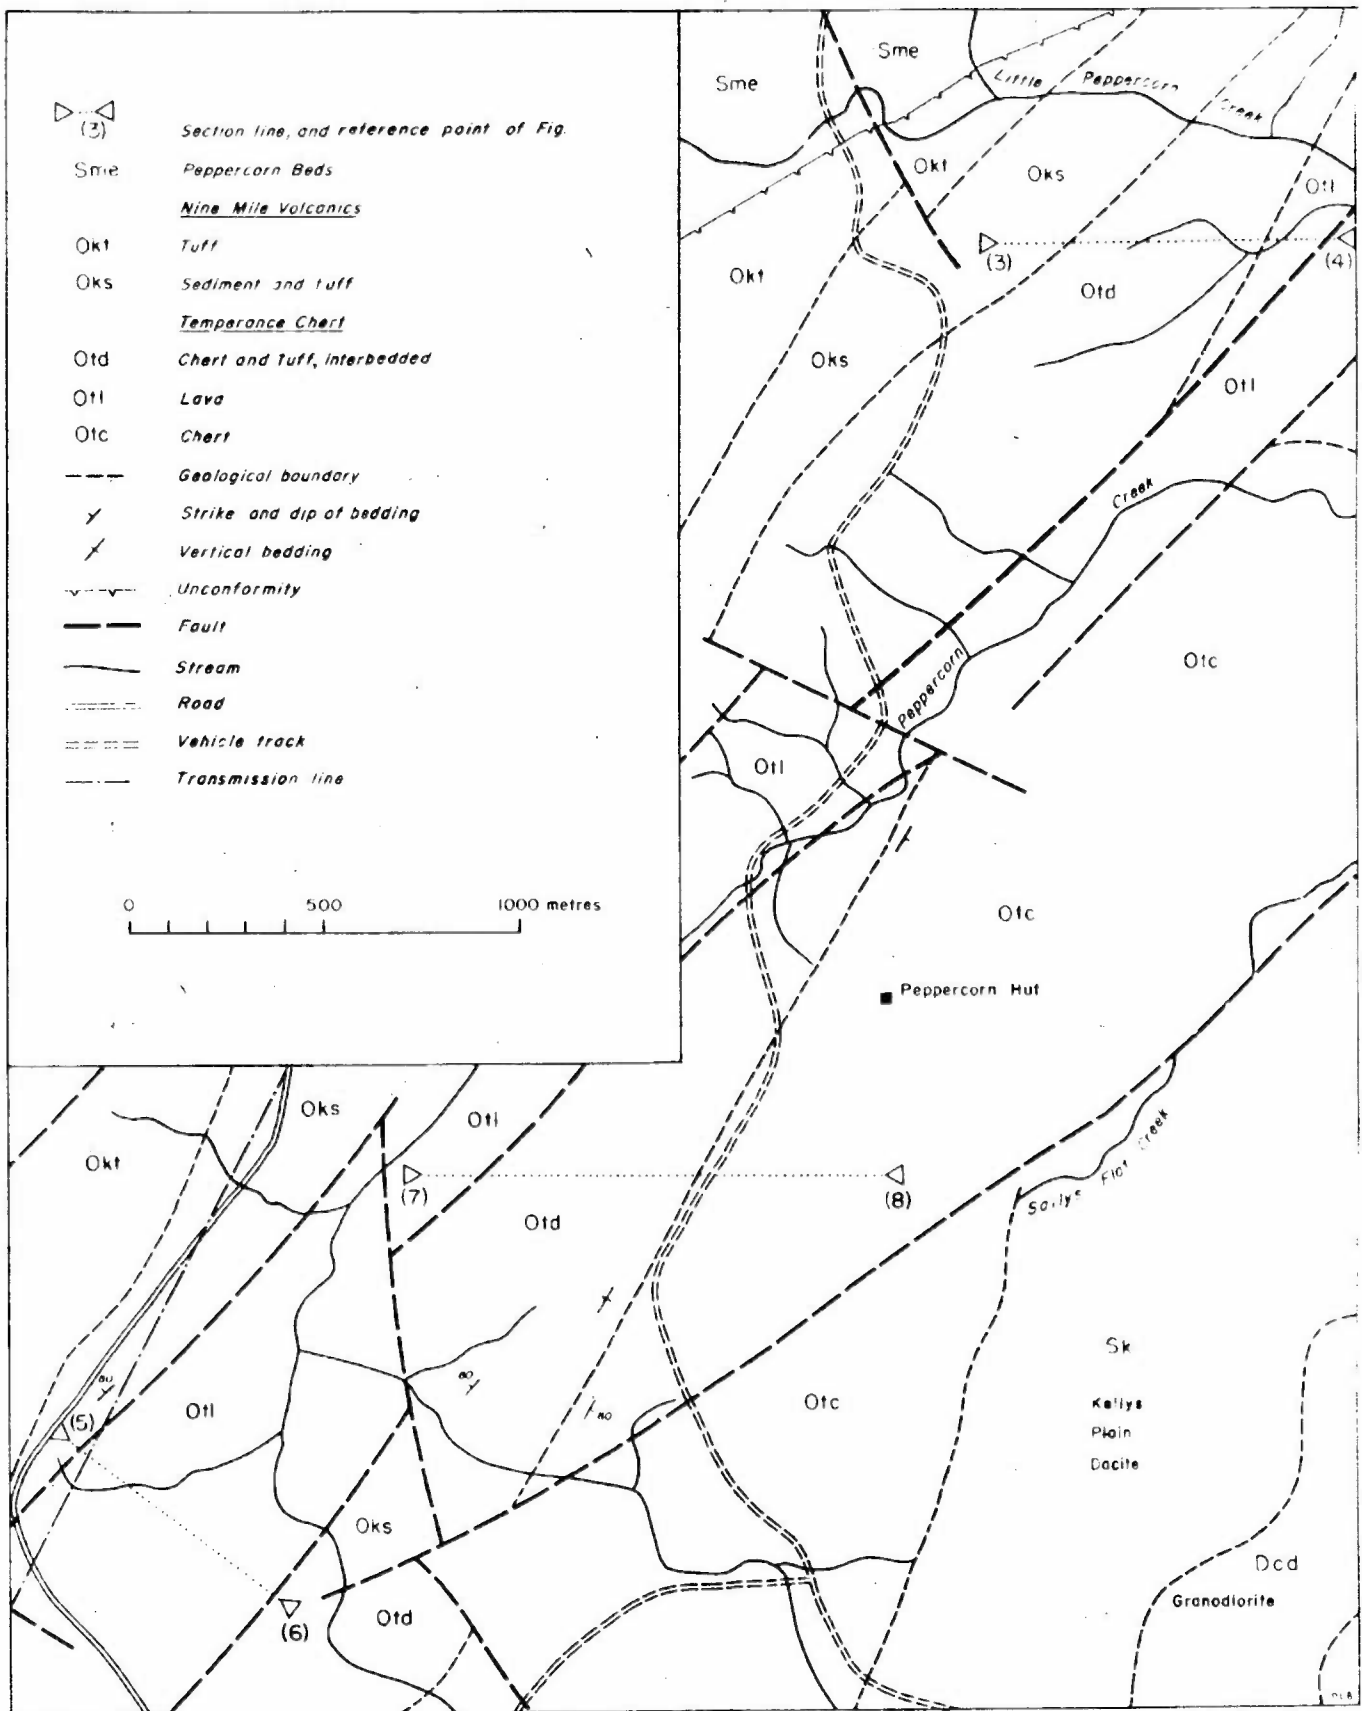 (3)
Section line, and reference point of Fig.
Sme Peppercorn Beds
Nine Mile Volcanics
Okt Tuff
Oks Sediment and tuff
Temperance Chert
Otd Chert and Tuff, interbedded
Otl Lava
Otc Chert
Geological boundary
Strike and dip of bedding
Vertical bedding
Unconformity
Fault
Stream
Road
Vehicle track
Transmission line
0 500 1000 metres
Sme
Sme
Little Peppercorn Creek
Okt
Oks
Otl
(3)
(4)
Okt
Otd
Oks
Otl
Creek
Otc
Peppercorn
Otl
Otc
Peppercorn Hut
Oks
Otl
Okt
(7)
(8)
Sallys Flat Creek
Otd
80
80
80
(5)
Otl
Otc
Sk
Kellys
Plain
Dacite
Oks
Otd
(6)
Dcd
Granodiorite